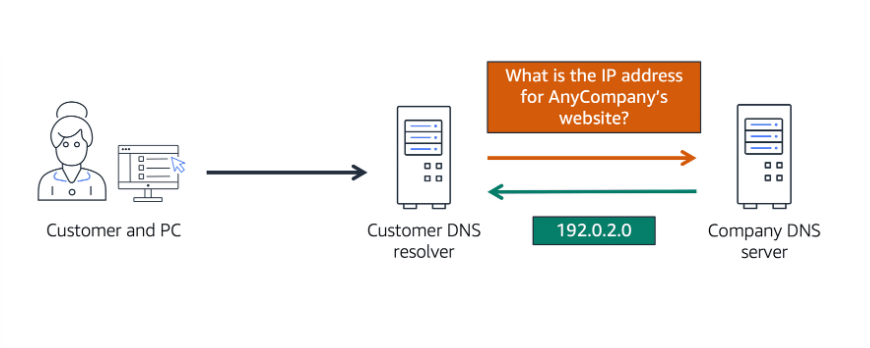 What is the IP address
for AnyCompany's
website?
192.0.2.0
Customer and PC
Customer DNS
resolver
Company DNS
server